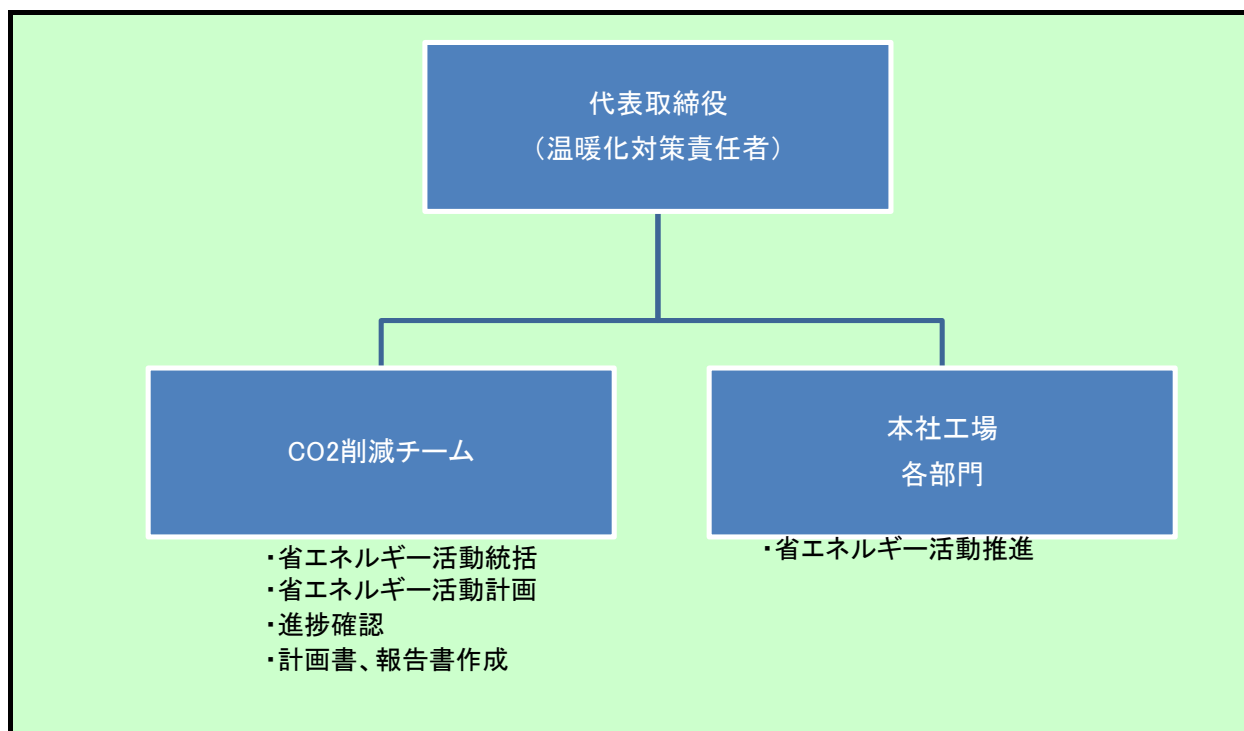 代表取締役
（温暖化対策責任者）
CO2削減チーム
・省エネルギー活動統括
・省エネルギー活動計画
・進捗確認
・計画書、報告書作成
本社工場
各部門
・省エネルギー活動推進